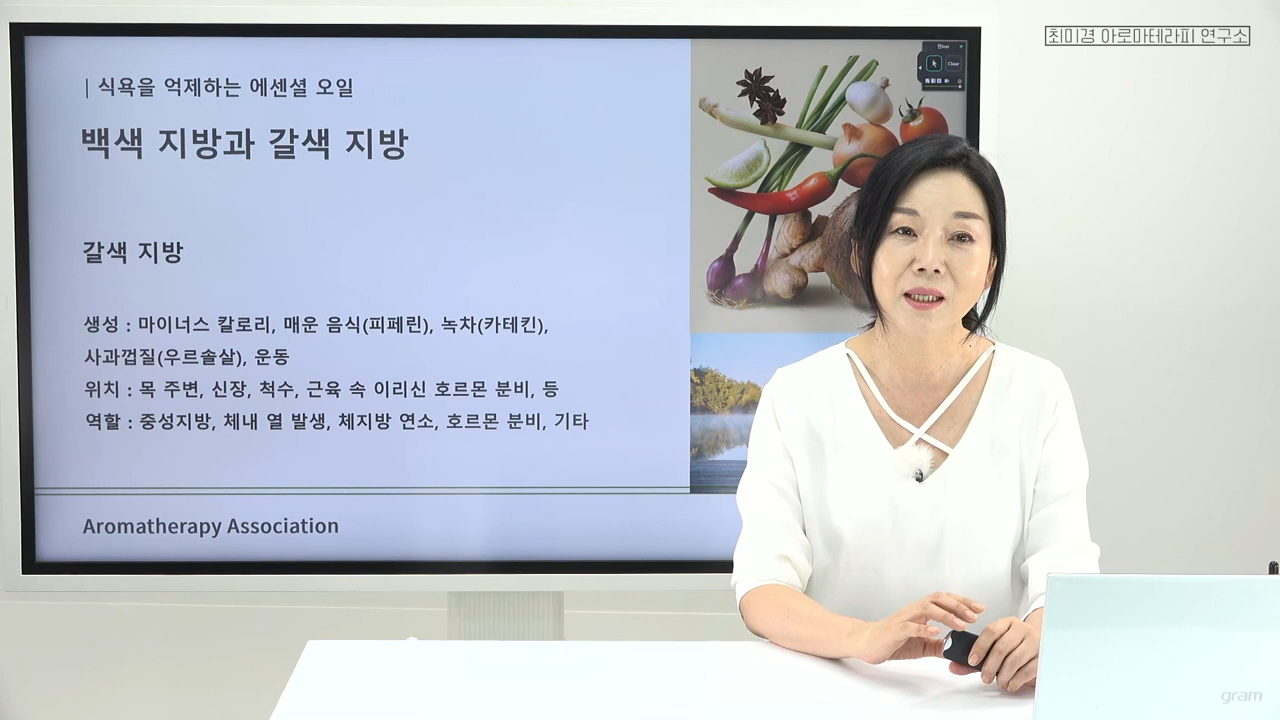 최미경 아로마테라피 연구소
| 식욕을 억제하는 에센셜 오일
백색 지방과 갈색 지방
갈색 지방
생성 : 마이너스 칼로리, 매운 음식(피페린), 녹차(카테킨),
사과껍질(우르솔살), 운동
위치 : 목 주변, 신장, 척수, 근육 속 이리신 호르몬 분비, 등
역할 : 중성지방, 체내 열 발생, 체지방 연소, 호르몬 분비, 기타
Aromatherapy Association
Clear
gram